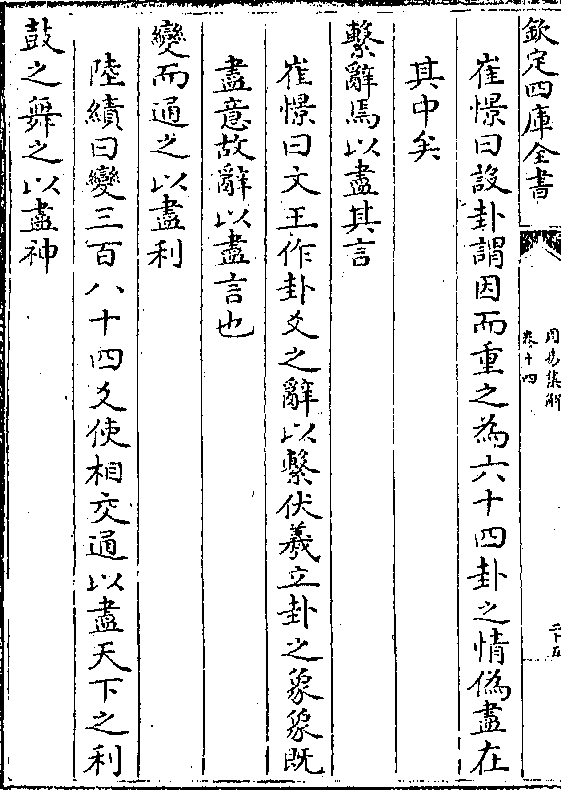 欽定四庫全書
周易集解
卷十四
崔憬曰設卦謂因而重之為六十四卦之情偽盡在
其中矣
繫辭焉以盡其言
崔憬曰文王作卦爻之辭以繫伏羲立卦之象象既
盡意故辭以盡言也
變而通之以盡利
陸績曰變三百八十四爻使相交通以盡天下之利
鼓之舞之以盡神